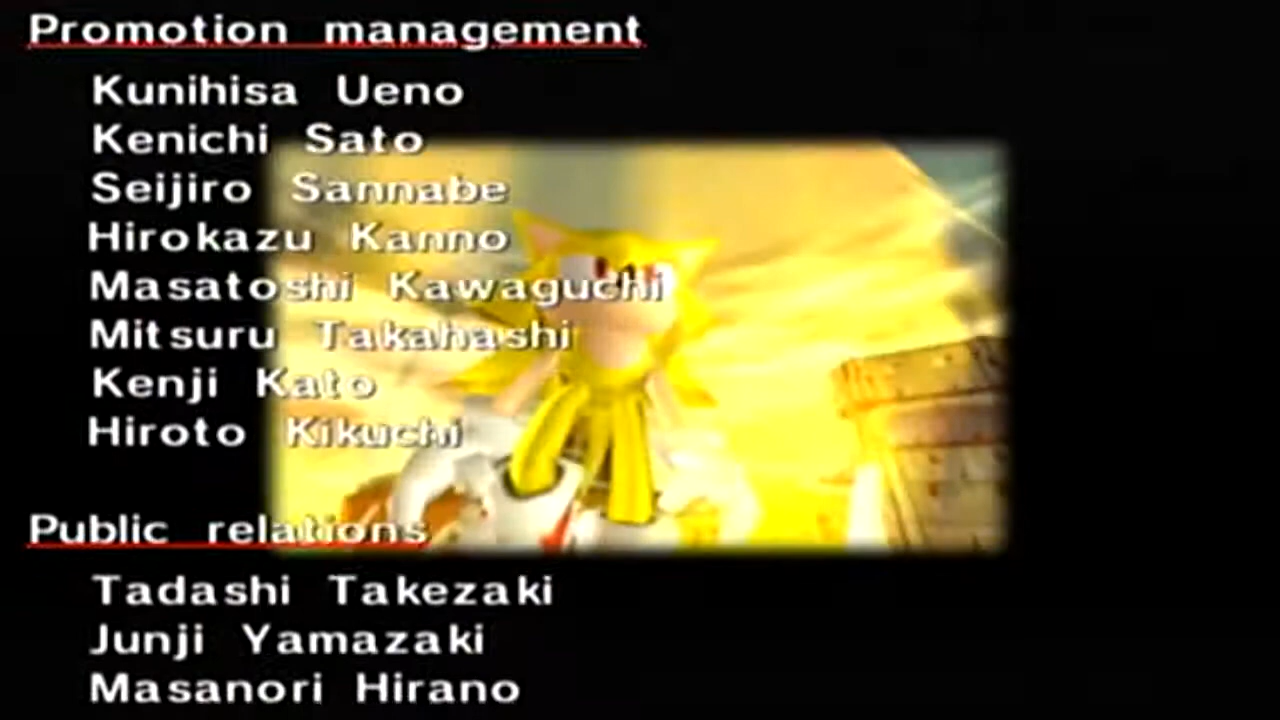 Promotion management
Kunihisa Ueno
Kenichi Sato
Seijiro Sannabe
Hirokazu Kanno
Masatoshi Kawaguchi
Mitsuru Takahashi
Kenji Kato
Hiroto Kikuchi
Public relations
Tadashi Takezaki
Junji Yamazaki
Masanori Hirano